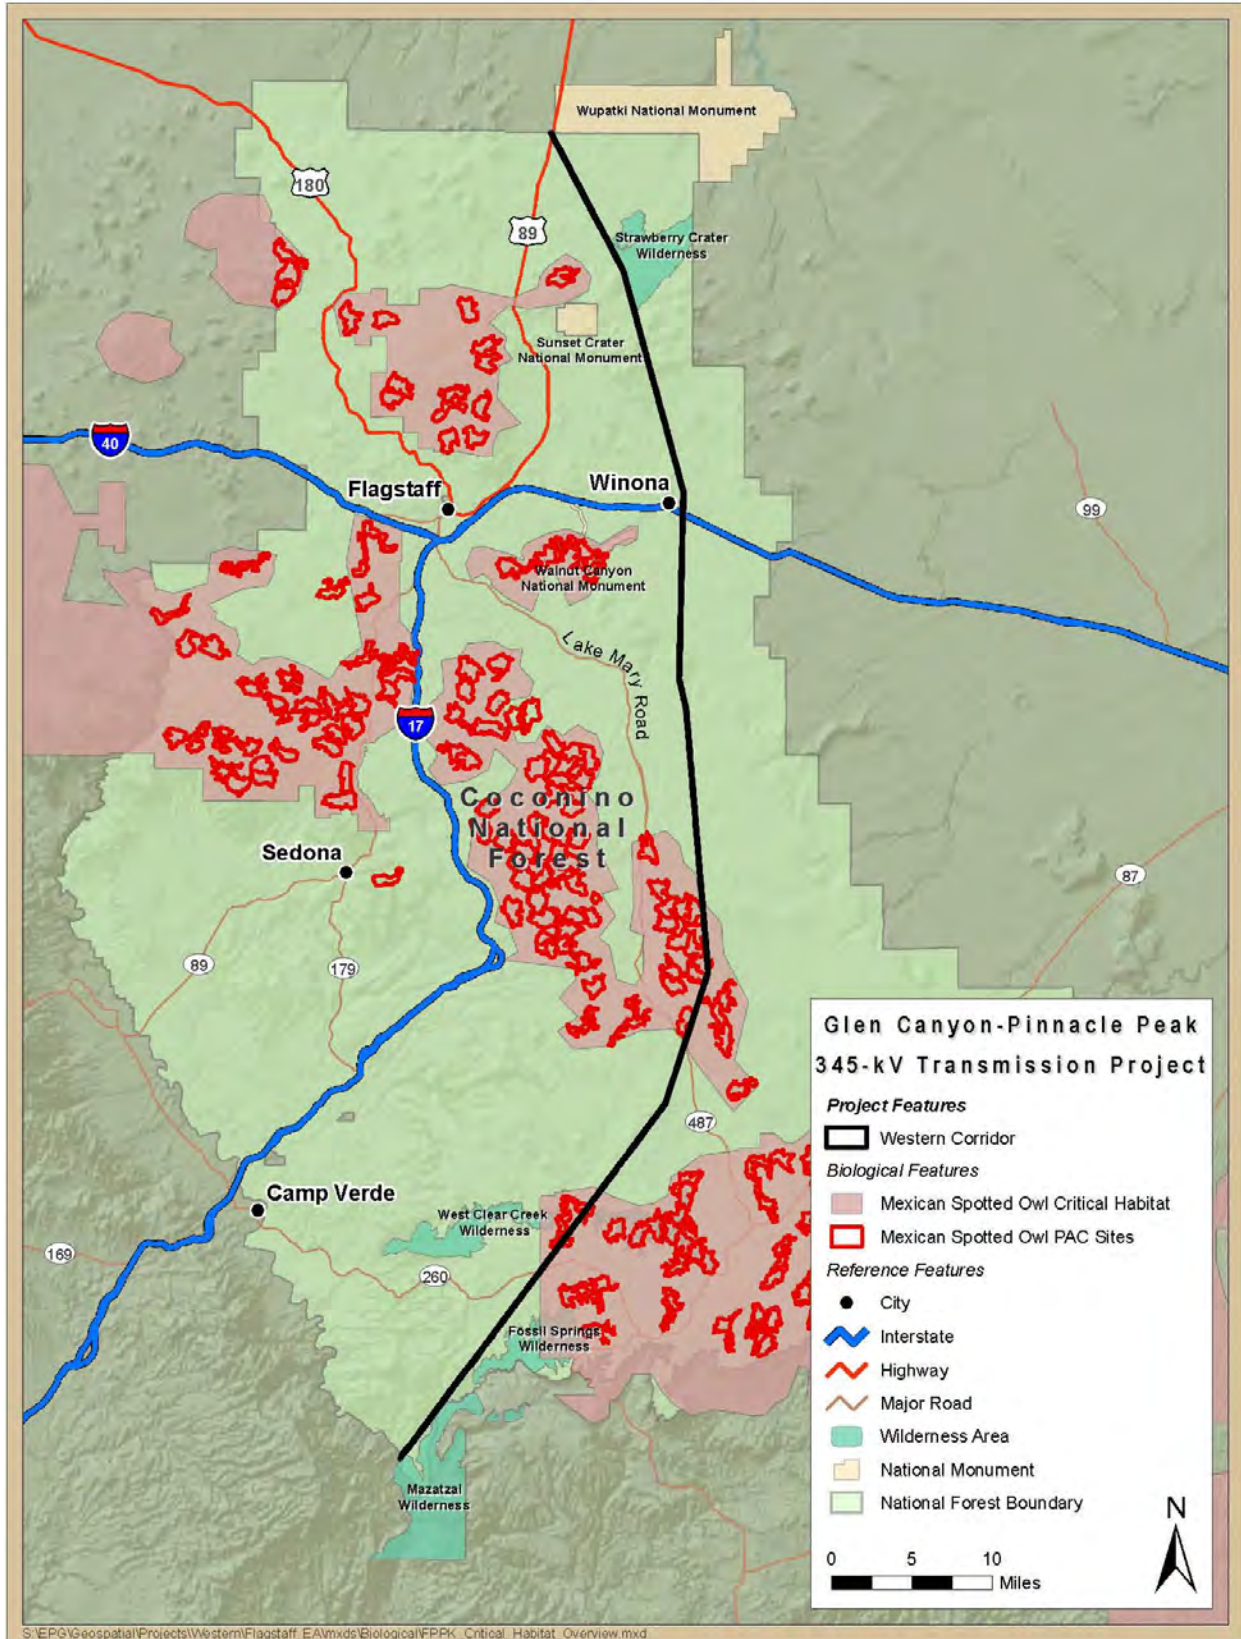 Wupatki National Monument
180
89
Strawberry Crater
Wilderness
Sunset Crater
National Monument
40
Flagstaff
Winona
99
Walnut Canyon
National Monument
Lake Mary Road
17
Coconino
National
Forest
Sedona
87
89
179
Glen Canyon-Pinnacle Peak
345-kV Transmission Project
Project Features
Western Corridor
Biological Features
Mexican Spotted Owl Critical Habitat
Mexican Spotted Owl PAC Sites
Reference Features
City
Interstate
Highway
Major Road
Wilderness Area
National Monument
National Forest Boundary
N
0 5 10
Miles
487
Camp Verde
West Clear Creek
Wilderness
169
260
Fossil Springs
Wilderness
Mazatzal
Wilderness
S:\EPG\Geospatial\Projects\Western\Flagstaff_EA\mxds\Biological\FPPK_Critical_Habitat_Overview.mxd